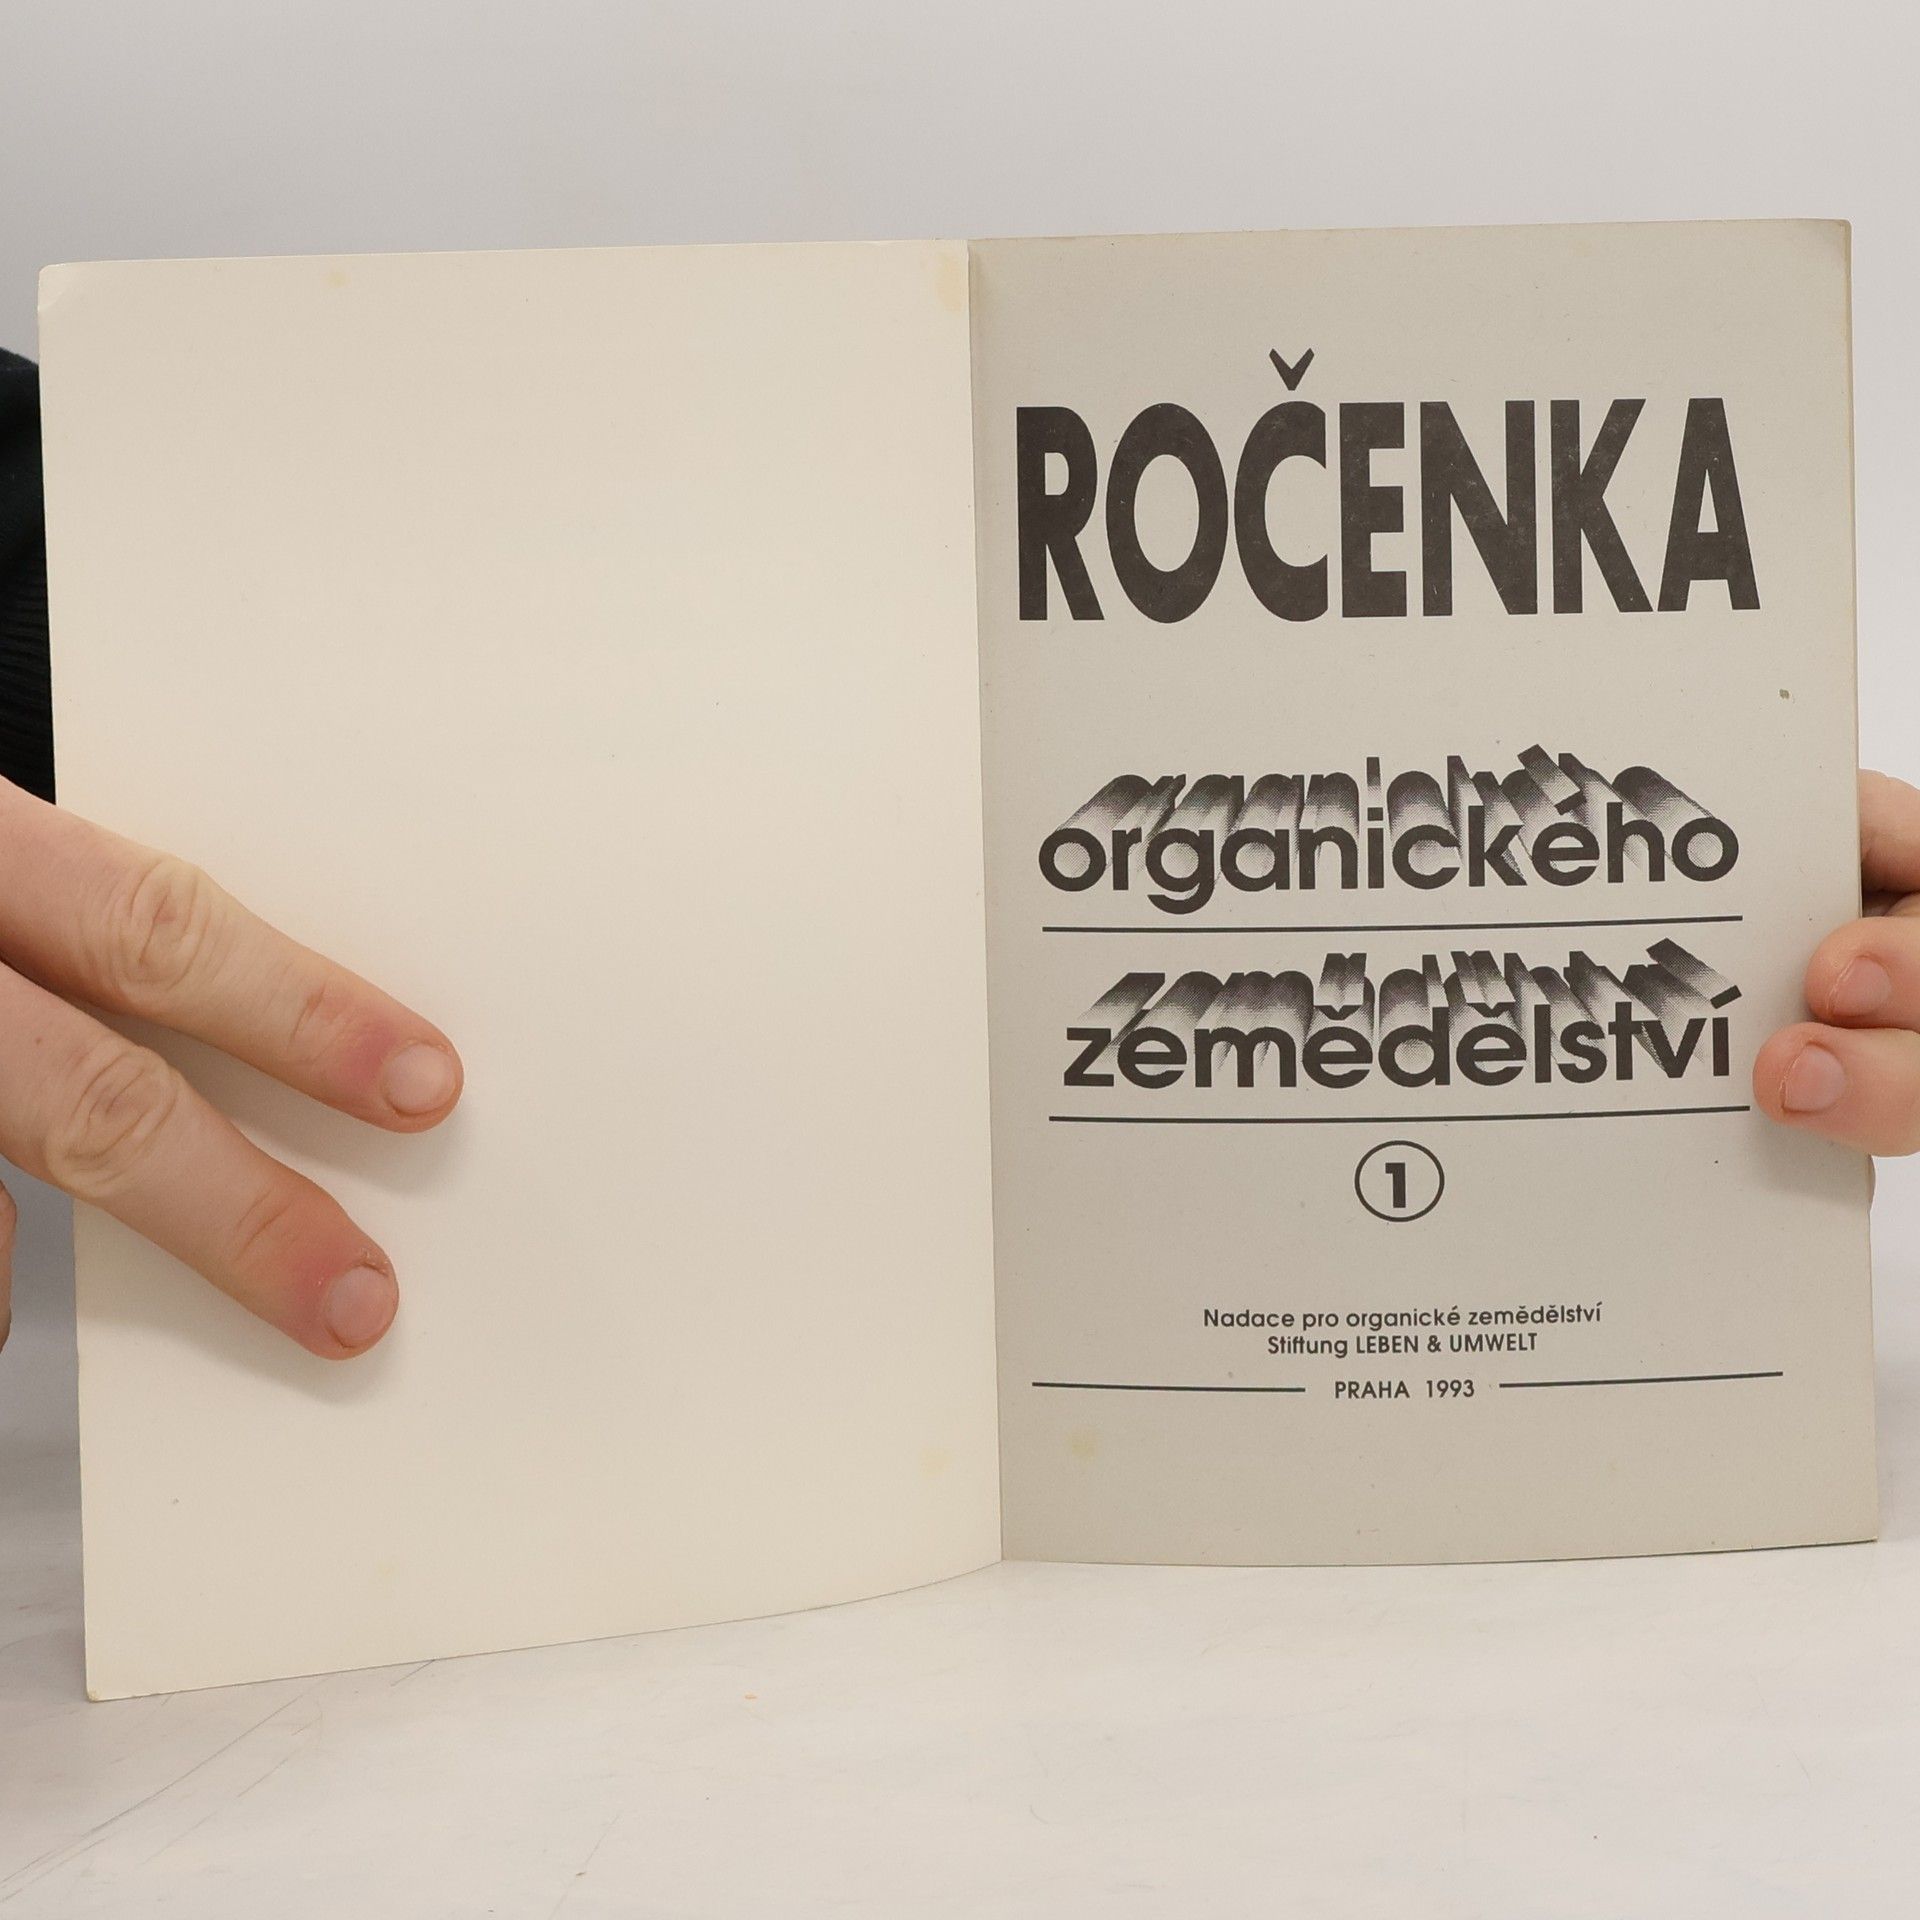 ROČENKA
organického
zemědělství
1
Nadace pro organické zemědělství
Stiftung LEBEN & UMWELT
PRAHA 1993